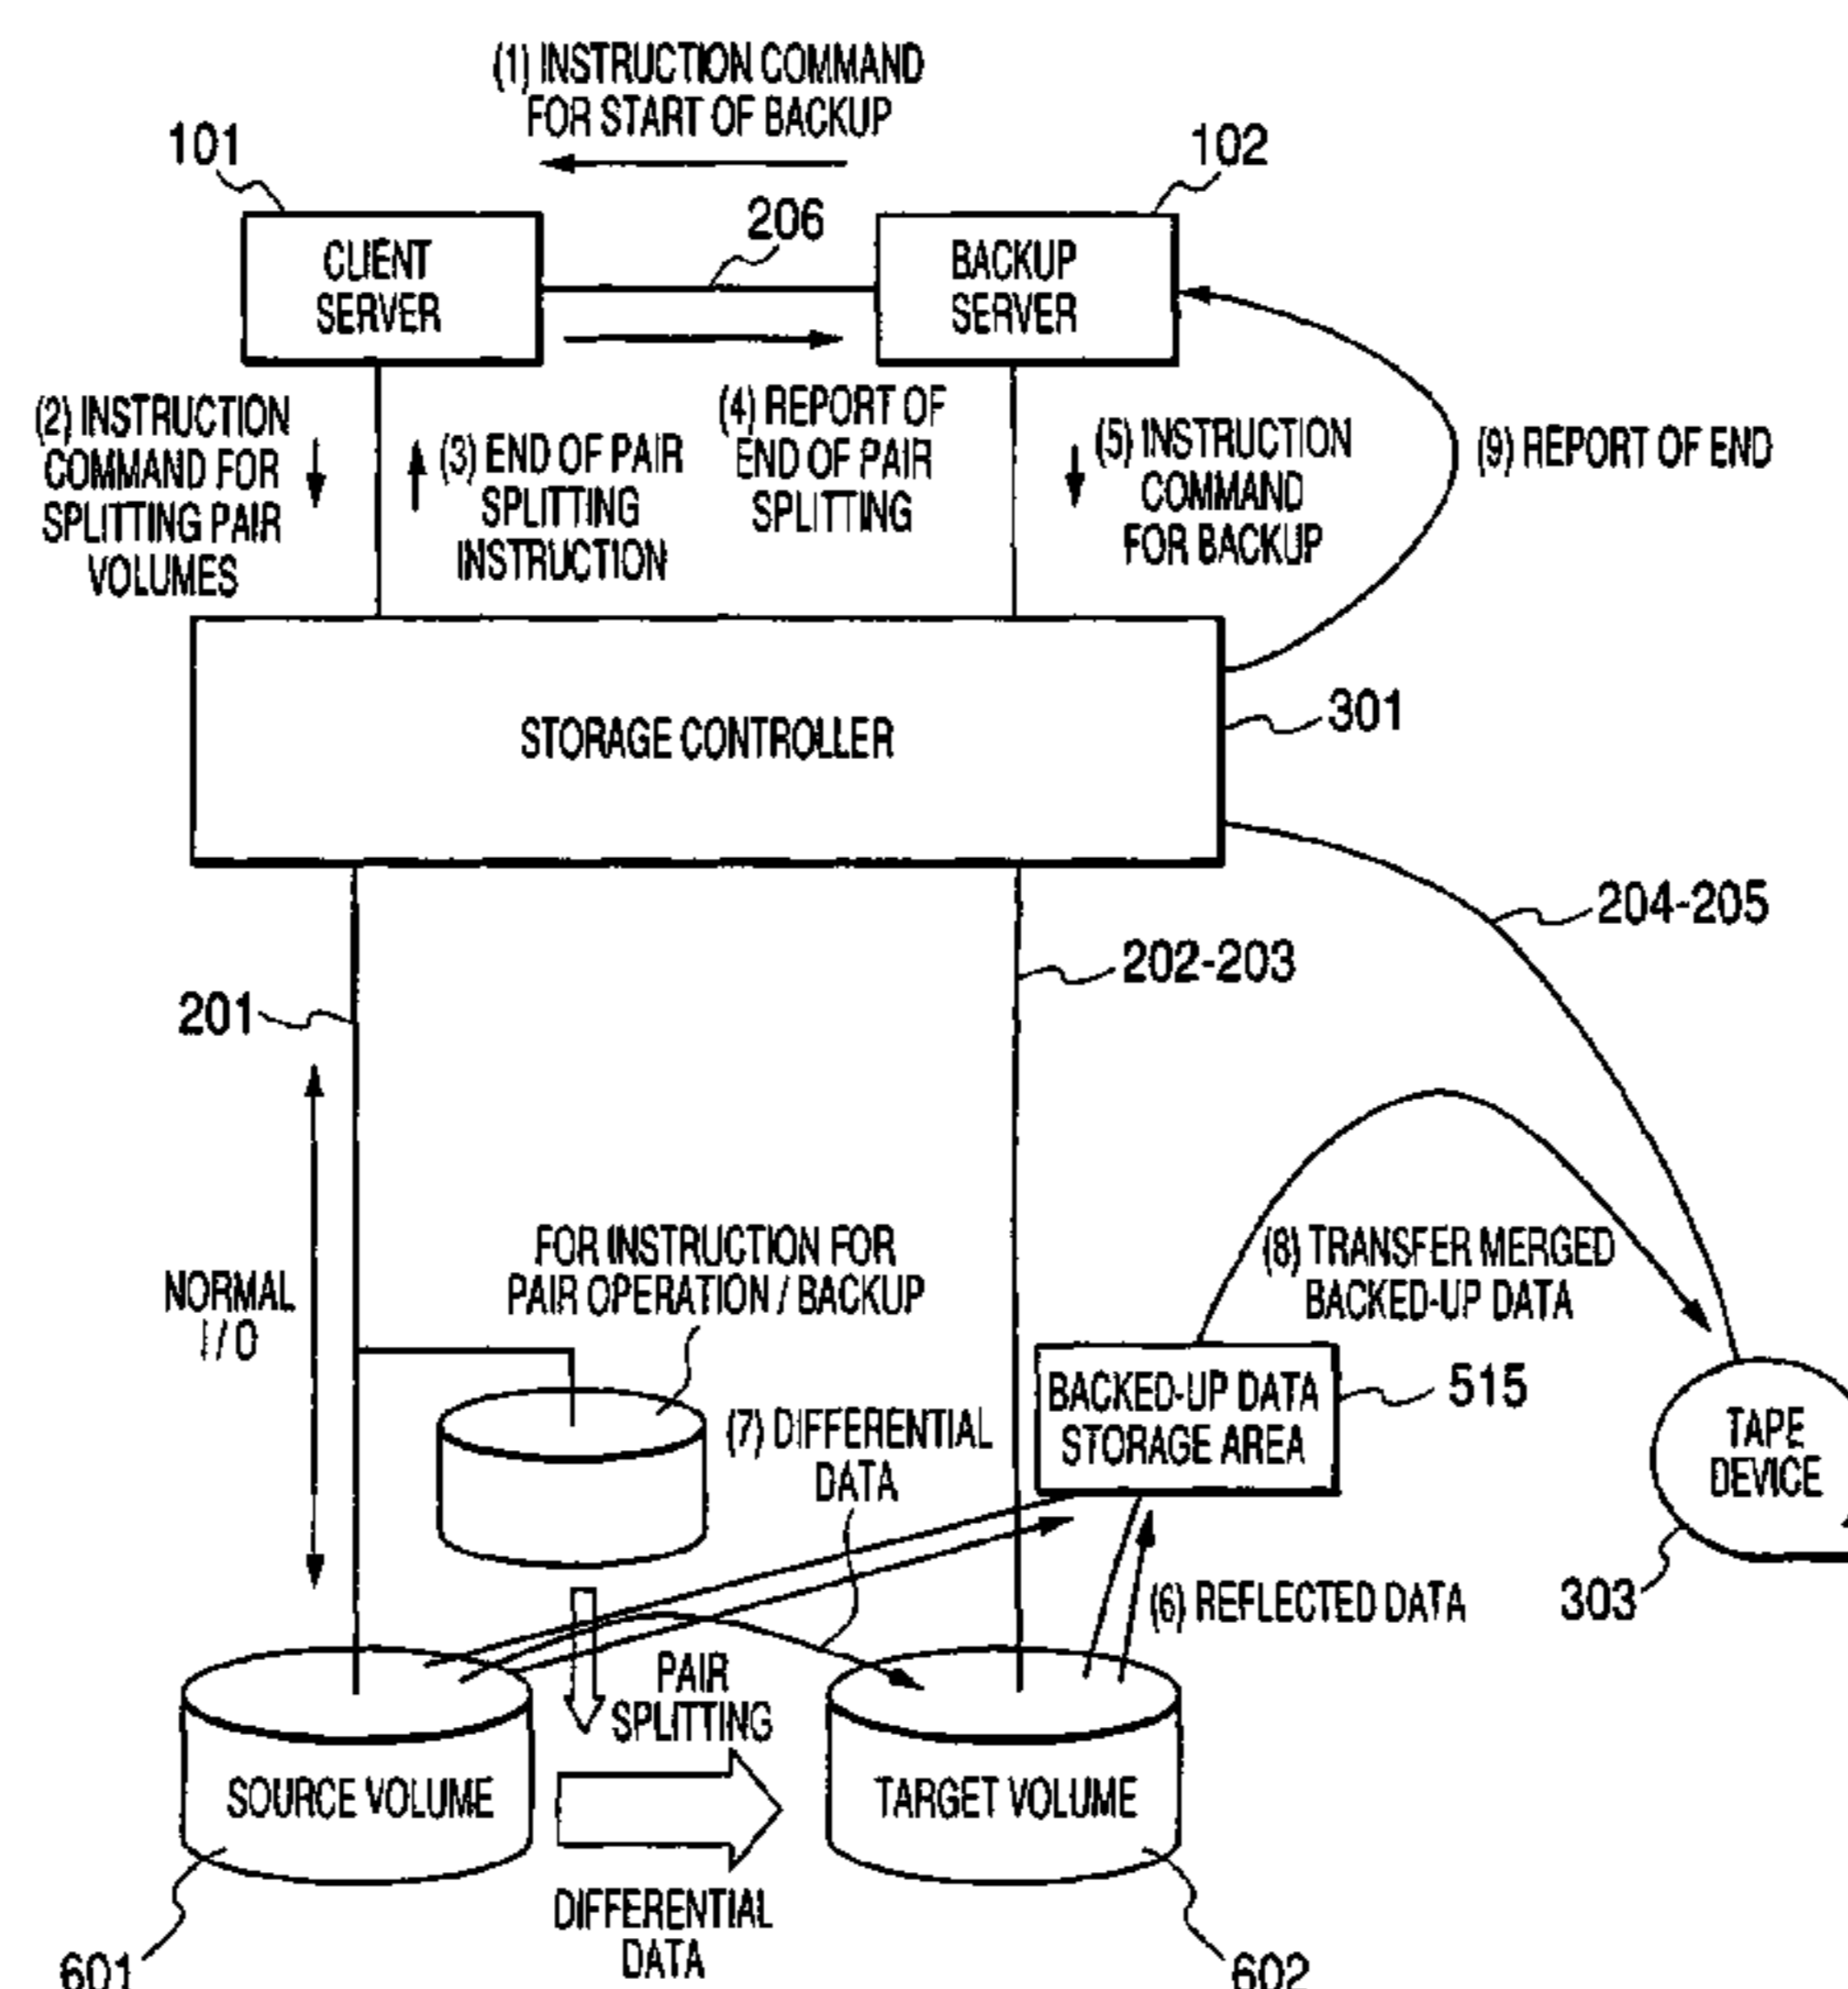 (1) INSTRUCTION COMMAND
FOR START OF BACKUP
101
102
206
CLIENT
SERVER
BACKUP
SERVER
(2) INSTRUCTION
COMMAND FOR
SPLITTING PAIR
VOLUMES
(3) END OF PAIR
SPLITTING
INSTRUCTION
(4) REPORT OF
END OF PAIR
SPLITTING
(5) INSTRUCTION
COMMAND
FOR BACKUP
(9) REPORT OF END
STORAGE CONTROLLER
301
204-205
202-203
201
NORMAL
I/O
FOR INSTRUCTION FOR
PAIR OPERATION / BACKUP
(8) TRANSFER MERGED
BACKED-UP DATA
BACKED-UP DATA
STORAGE AREA
515
(7) DIFFERENTIAL
DATA
TAPE
DEVICE
303
(6) REFLECTED DATA
PAIR
SPLITTING
SOURCE VOLUME
TARGET VOLUME
DIFFERENTIAL
DATA
601
602